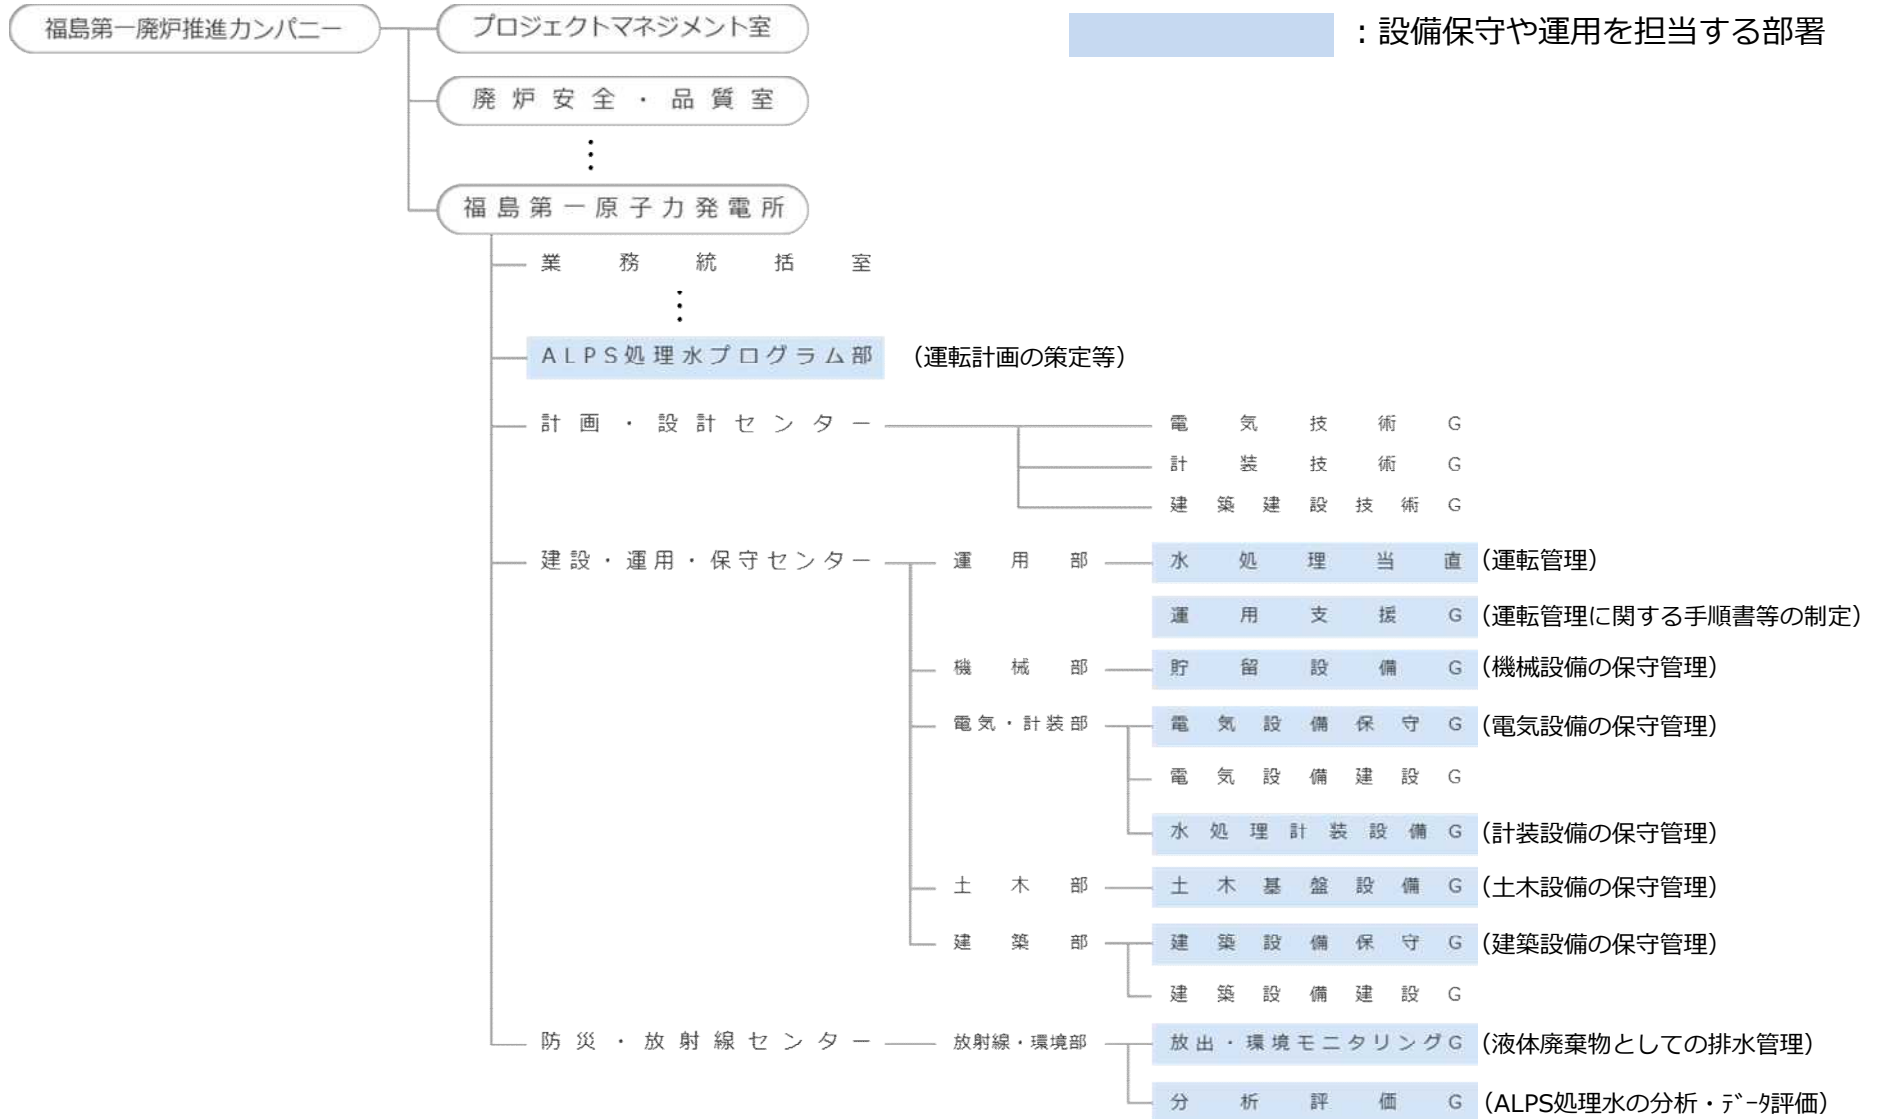 福島第一廃炉推進カンパニー
プロジェクトマネジメント室
：設備保守や運用を担当する部署
廃炉安全・品質室
⋮
福島第一原子力発電所
業務統括室
⋮
ALPS処理水プログラム部 （運転計画の策定等）
計画・設計センター 電気技術G
計装技術G
建築建設技術G
建設・運用・保守センター 運用部 水処理当直 （運転管理）
運用支援G （運転管理に関する手順書等の制定）
機械部 貯留設備G （機械設備の保守管理）
電気・計装部 電気設備保守G （電気設備の保守管理）
電気設備建設G
水処理計装設備G （計装設備の保守管理）
土木部 土木基盤設備G （土木設備の保守管理）
建築部 建築設備保守G （建築設備の保守管理）
建築設備建設G
防災・放射線センター 放射線・環境部 放出・環境モニタリングG （液体廃棄物としての排水管理）
分析評価G （ALPS処理水の分析・ﾃﾞｰﾀ評価）